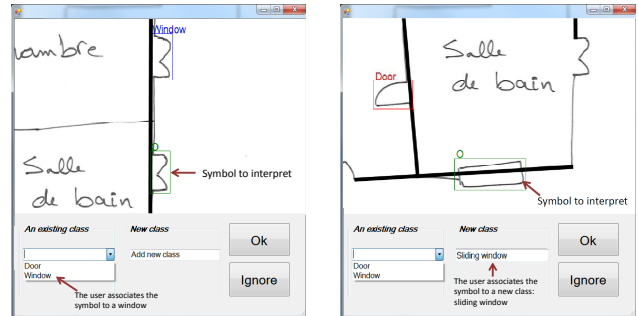 Window
ambre
O
Salle
de bain
Symbol to interpret
An existing class
New class
Add new class
Door
Window
Ok
Ignore
The user associates the
symbol to a window
Salle
de bain
Door
O
Symbol to interpret
An existing class
New class
Sliding window
Door
Window
Ok
Ignore
The user associates the
symbol to a new class:
sliding window